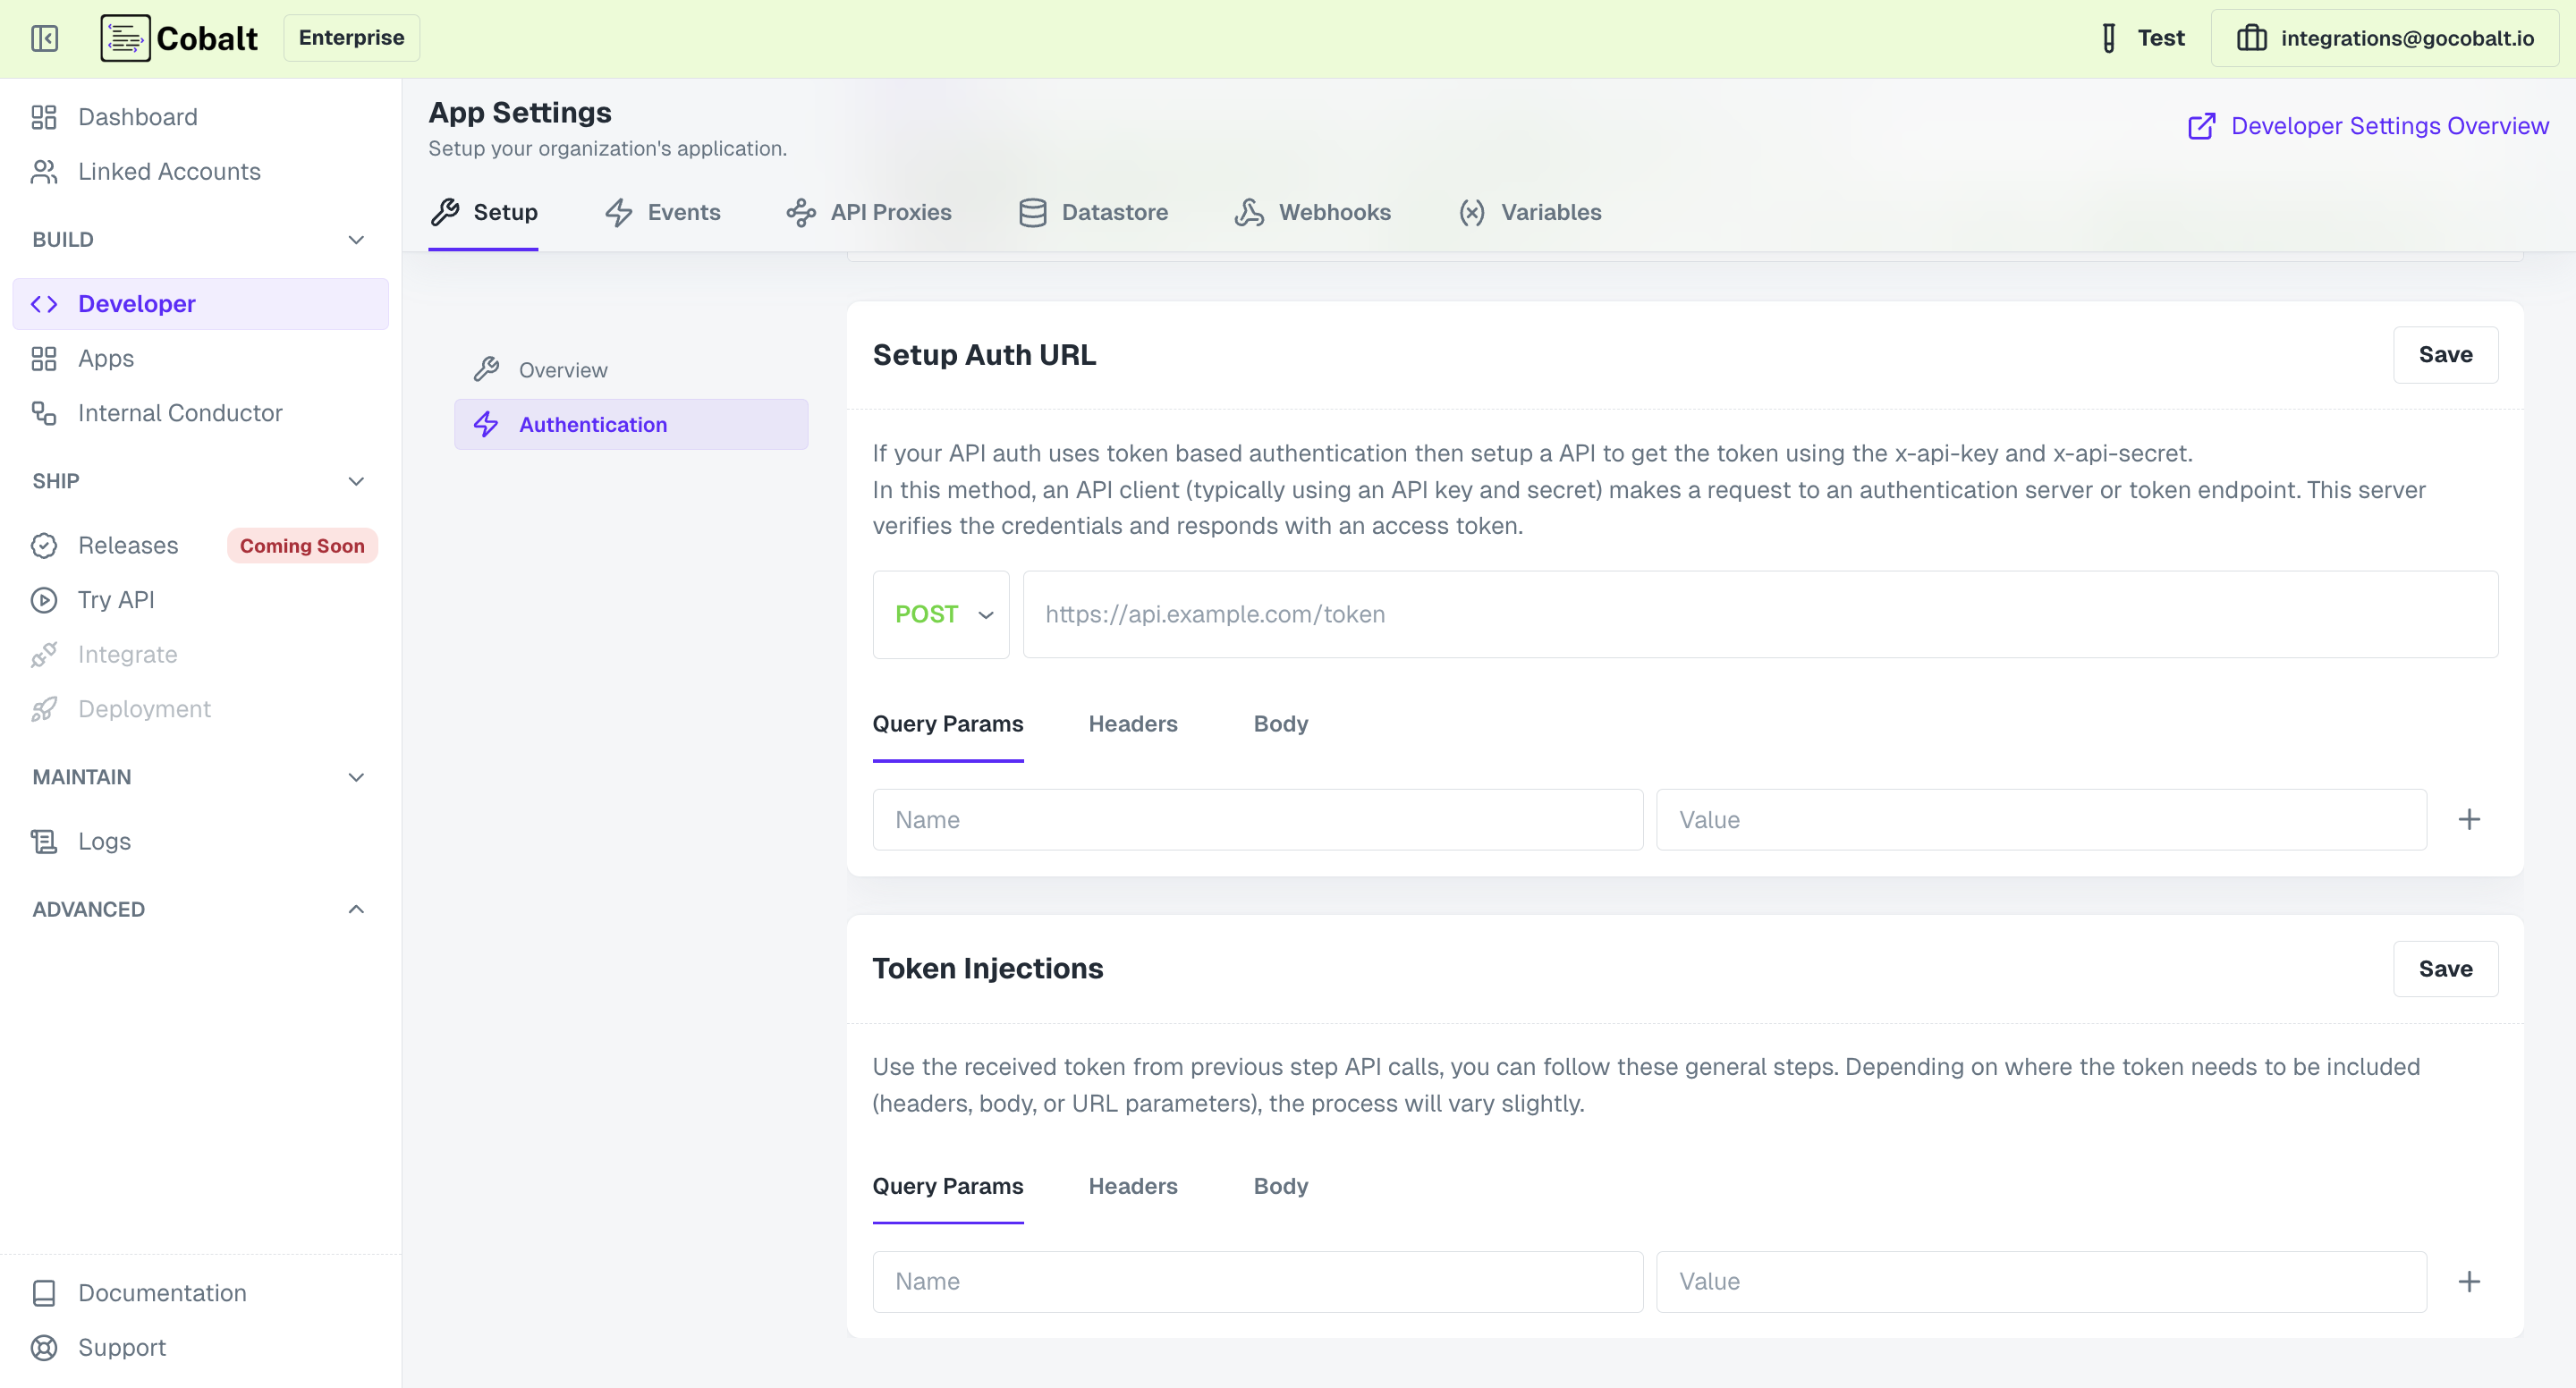 Cobalt
Enterprise
Test
integrations@gocobalt.io
Dashboard
Linked Accounts
BUILD
Developer
Apps
Internal Conductor
SHIP
Releases
Coming Soon
Try API
Integrate
Deployment
MAINTAIN
Logs
ADVANCED
Documentation
Support
App Settings
Setup your organization's application.
Developer Settings Overview
Setup
Events
API Proxies
Datastore
Webhooks
Variables
Overview
Authentication
Setup Auth URL
Save
If your API auth uses token based authentication then setup a API to get the token using the x-api-key and x-api-secret.
In this method, an API client (typically using an API key and secret) makes a request to an authentication server or token endpoint. This server
verifies the credentials and responds with an access token.
POST
https://api.example.com/token
Query Params
Headers
Body
Name
Value
Token Injections
Save
Use the received token from previous step API calls, you can follow these general steps. Depending on where the token needs to be included
(headers, body, or URL parameters), the process will vary slightly.
Query Params
Headers
Body
Name
Value